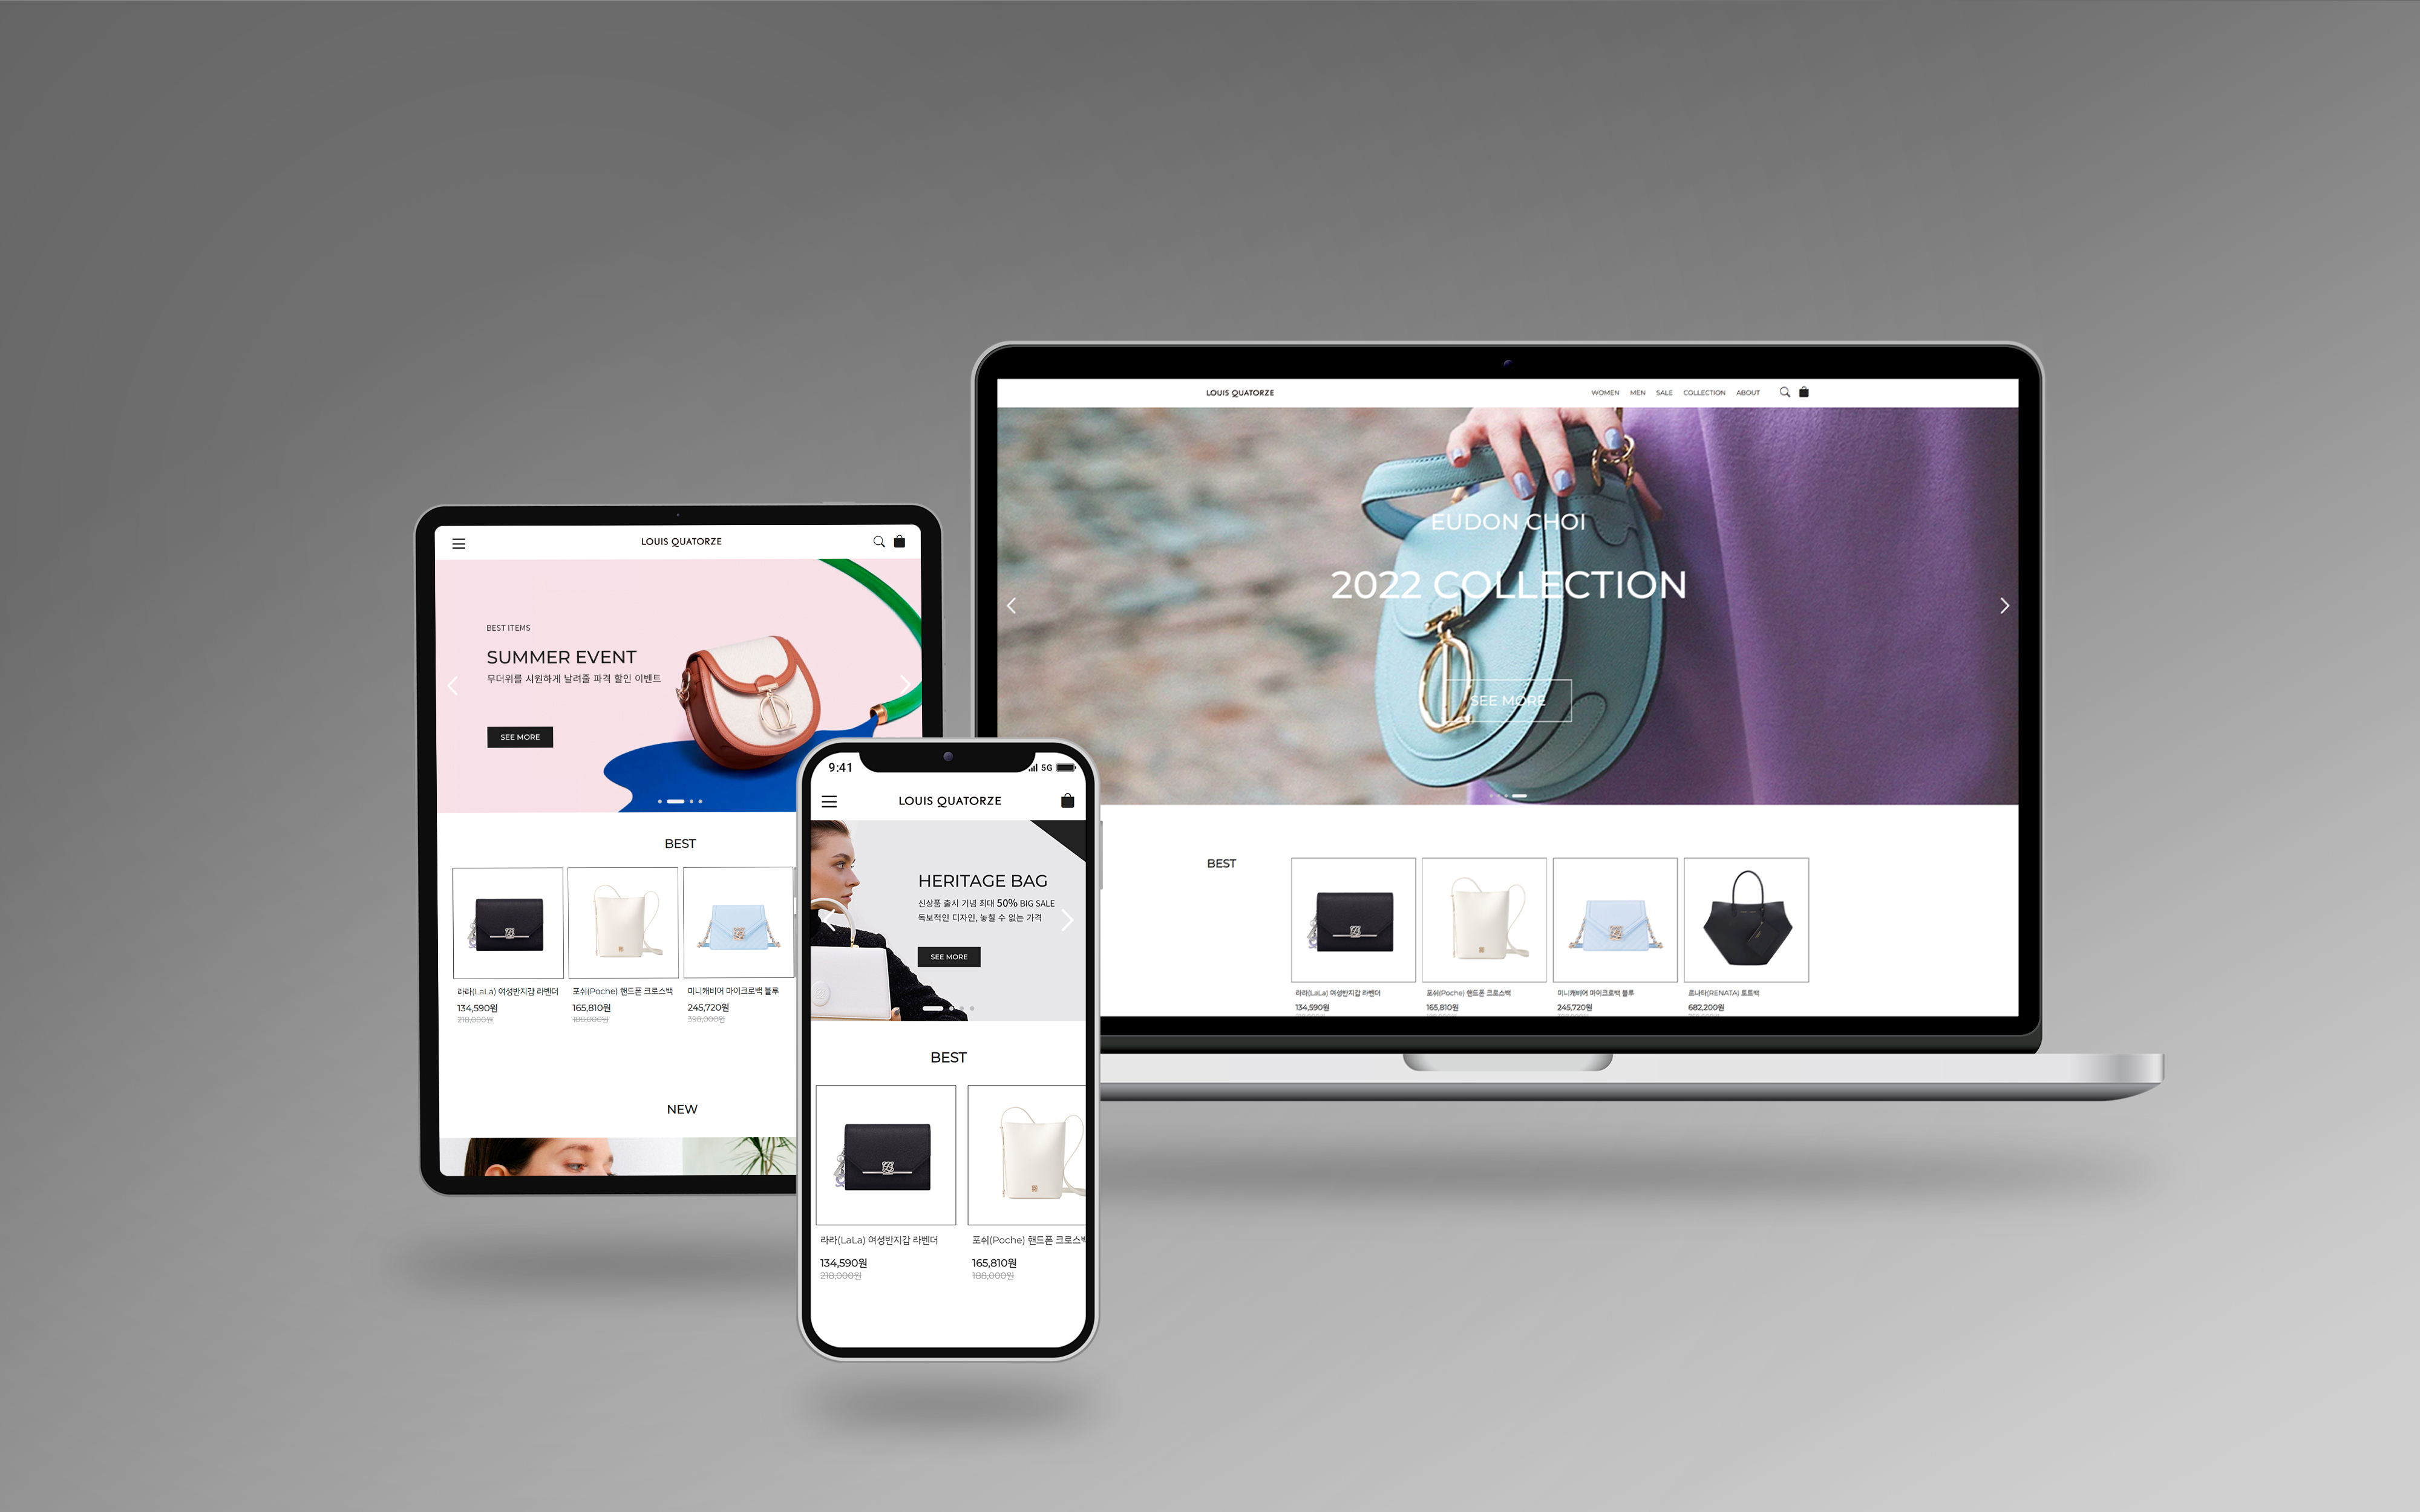 LOUIS QUATORZE
BEST ITEMS
SUMMER EVENT
무더위를 시원하게 날려줄 파격 할인 이벤트
SEE MORE
BEST
라라(LaLa) 여성반지갑 라벤더
134,590원
218,000원
포쉬(Poche) 핸드폰 크로스백
165,810원
188,000원
미니캐비어 마이크로백 블루
245,720원
398,000원
NEW
9:41
5G
LOUIS QUATORZE
HERITAGE BAG
신상품 출시 기념 최대 50% BIG SALE
독보적인 디자인, 놓칠 수 없는 가격
SEE MORE
BEST
라라(LaLa) 여성반지갑 라벤더
134,590원
218,000원
포쉬(Poche) 핸드폰 크로스백
165,810원
188,000원
LOUIS QUATORZE
WOMEN MEN SALE COLLECTION ABOUT
EUDON CHOI
2022 COLLECTION
SEE MORE
BEST
라라(LaLa) 여성반지갑 라벤더
134,590원
포쉬(Poche) 핸드폰 크로스백
165,810원
미니캐비어 마이크로백 블루
245,720원
르나타(RENATA) 토트백
682,200원